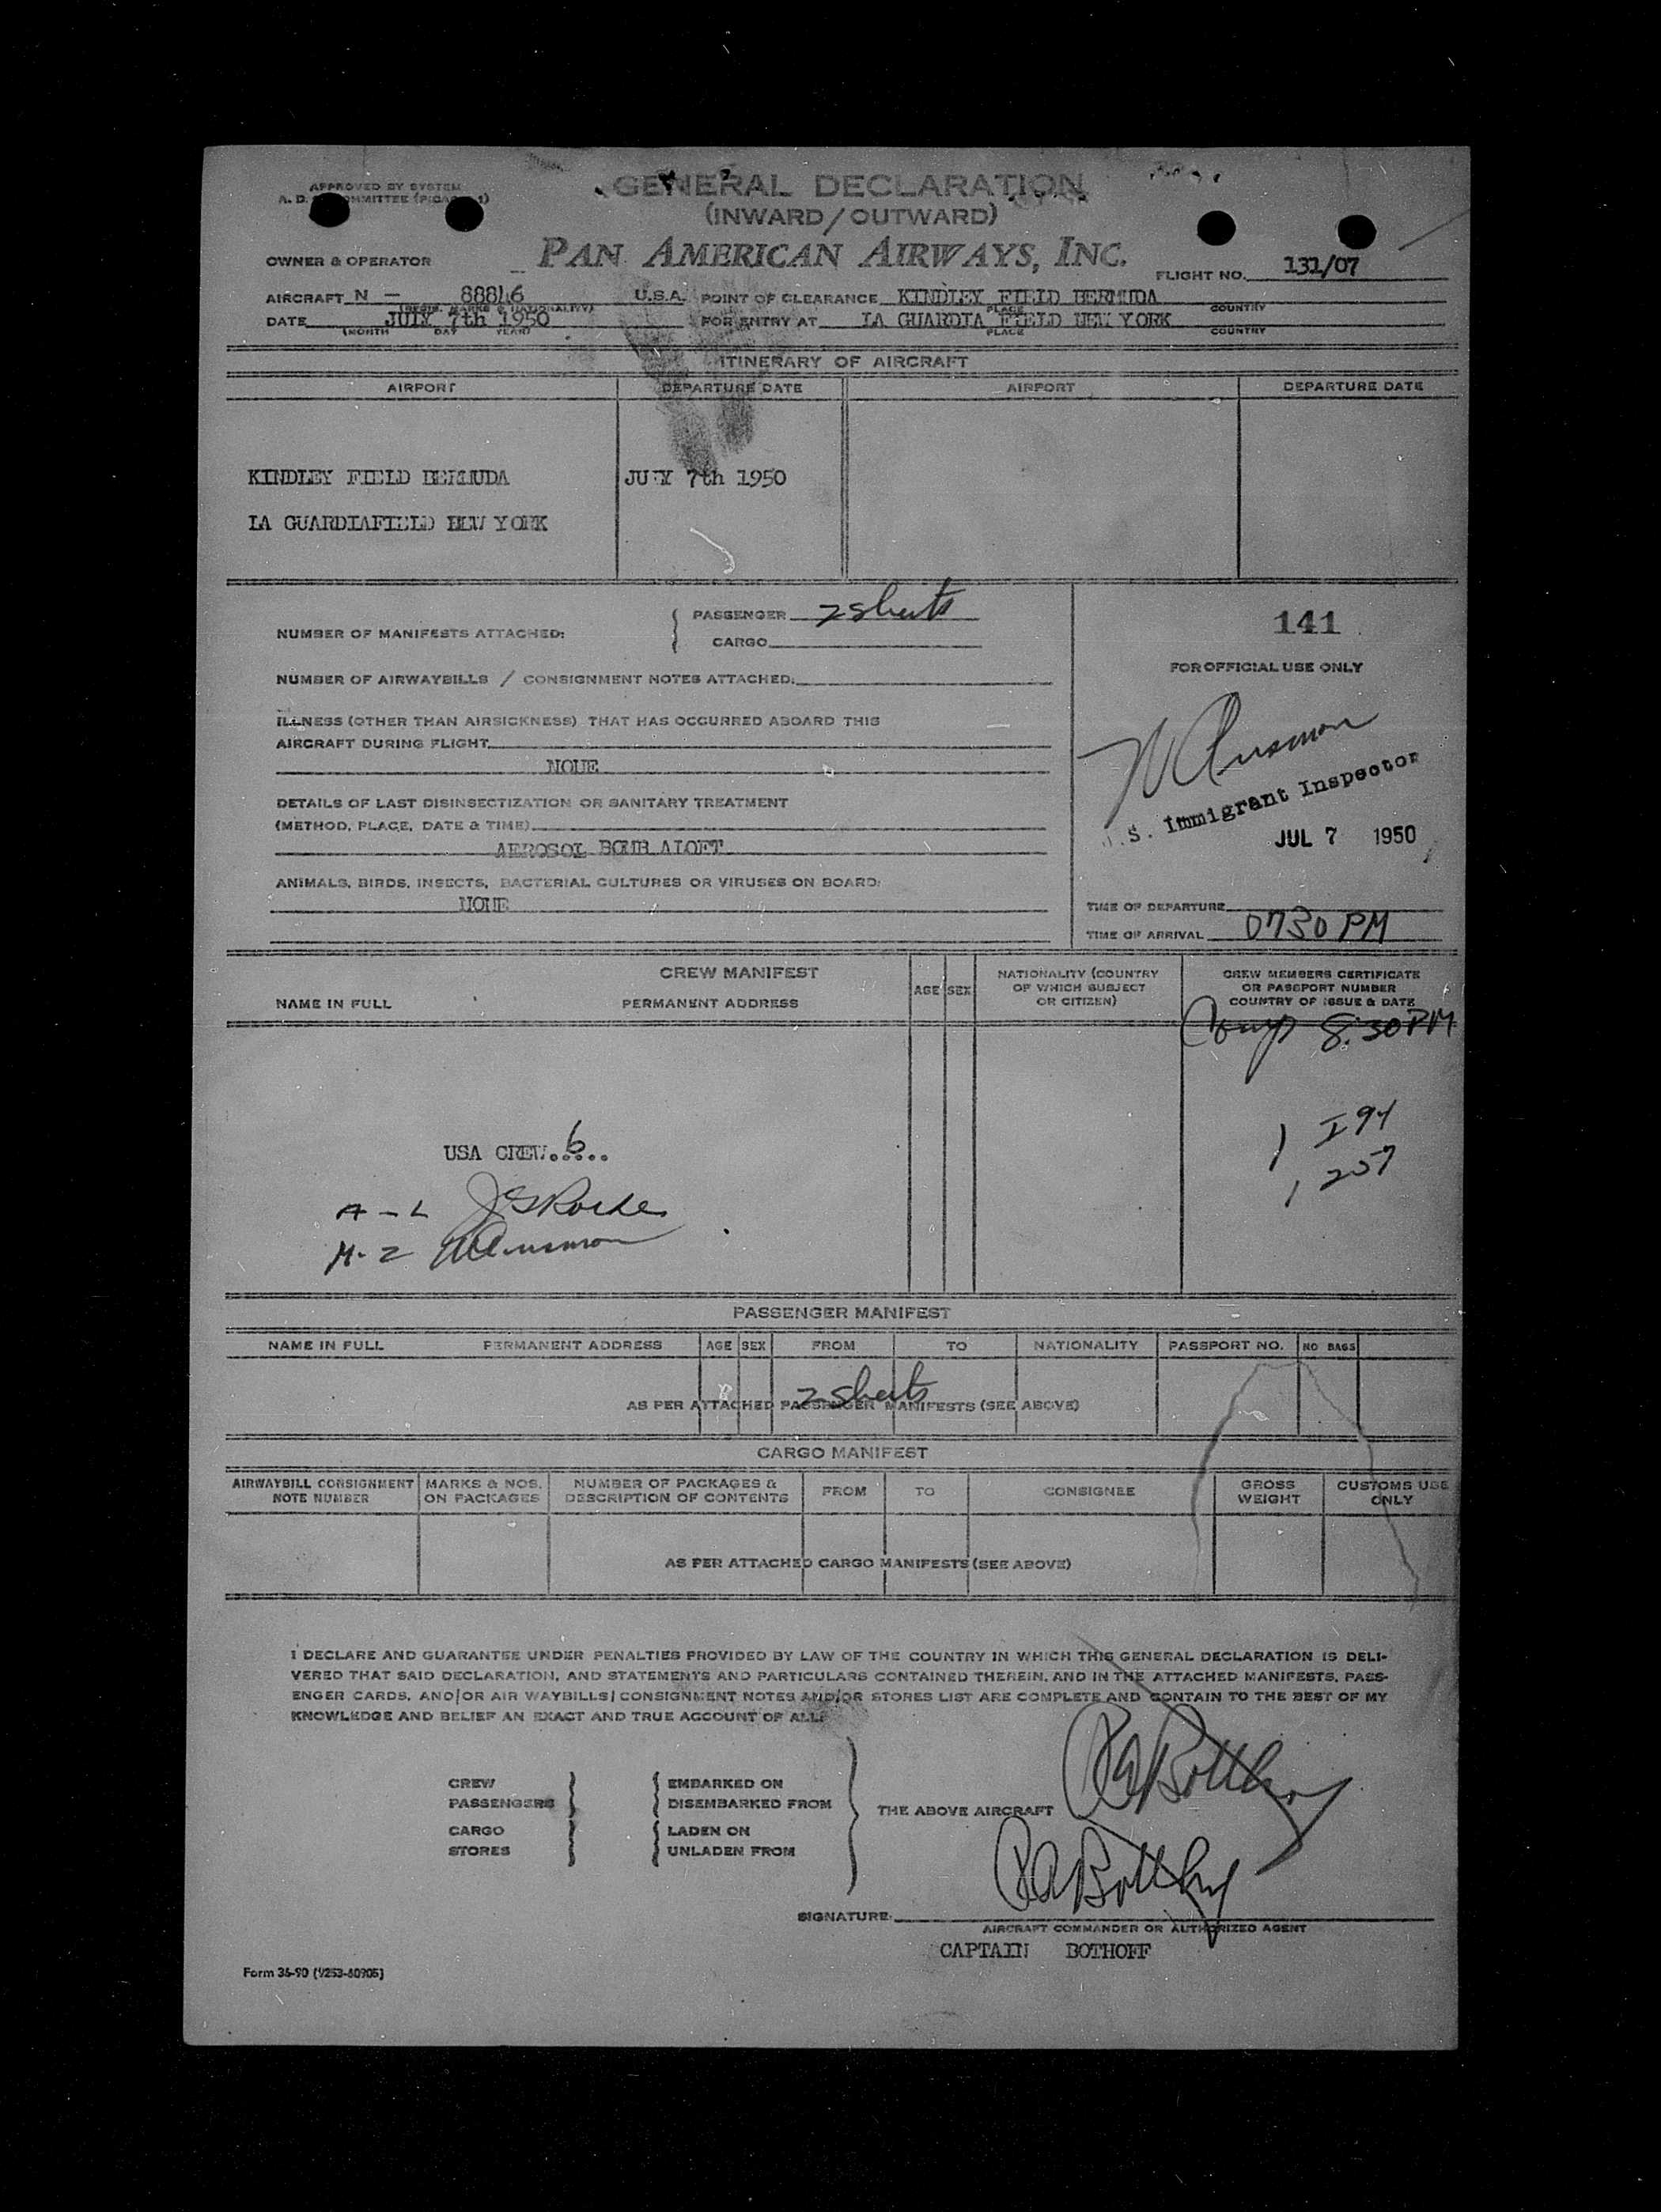 APPROVED BY SYSTEM
GENERAL DECLARATION
(INWARD/OUTWARD)
OWNER & OPERATOR PAN AMERICAN AIRWAYS, INC. FLIGHT NO. 131/07
AIRCRAFT N - 88846 U.S.A. POINT OF CLEARANCE KINDLEY FIELD BERMUDA
(REGIS. MARKS & NATIONALITY) PLACE COUNTRY
DATE JULY 7th 1950 FOR ENTRY AT LA GUARDIA FIELD NEW YORK
(MONTH DAY YEAR) PLACE COUNTRY
ITINERARY OF AIRCRAFT
AIRPORT DEPARTURE DATE AIRPORT DEPARTURE DATE
KINDLEY FIELD BERMUDA JULY 7th 1950
LA GUARDIAFIELD NEW YORK
NUMBER OF MANIFESTS ATTACHED: PASSENGER 2 sheets
CARGO
141
FOR OFFICIAL USE ONLY
NUMBER OF AIRWAYBILLS / CONSIGNMENT NOTES ATTACHED:
ILLNESS (OTHER THAN AIRSICKNESS) THAT HAS OCCURRED ABOARD THIS
AIRCRAFT DURING FLIGHT
NONE
U.S. Immigrant Inspector
JUL 7 1950
DETAILS OF LAST DISINSECTIZATION OR SANITARY TREATMENT
(METHOD, PLACE, DATE & TIME)
AEROSOL BOMB ALOFT
ANIMALS, BIRDS, INSECTS, BACTERIAL CULTURES OR VIRUSES ON BOARD:
NONE
TIME OF DEPARTURE
TIME OF ARRIVAL 0730 PM
CREW MANIFEST
NAME IN FULL PERMANENT ADDRESS AGE SEX NATIONALITY (COUNTRY OF WHICH SUBJECT OR CITIZEN) CREW MEMBERS CERTIFICATE OR PASSPORT NUMBER COUNTRY OF ISSUE & DATE
Comp 8:30 PM
1 I 94
1 257
USA CREW..6...
A - L
M - Z
PASSENGER MANIFEST
NAME IN FULL PERMANENT ADDRESS AGE SEX FROM TO NATIONALITY PASSPORT NO. NO BAGS
2 sheets
AS PER ATTACHED PASSENGER MANIFESTS (SEE ABOVE)
CARGO MANIFEST
AIRWAYBILL CONSIGNMENT NOTE NUMBER MARKS & NOS. ON PACKAGES NUMBER OF PACKAGES & DESCRIPTION OF CONTENTS FROM TO CONSIGNEE GROSS WEIGHT CUSTOMS USE ONLY
AS PER ATTACHED CARGO MANIFESTS (SEE ABOVE)
I DECLARE AND GUARANTEE UNDER PENALTIES PROVIDED BY LAW OF THE COUNTRY IN WHICH THIS GENERAL DECLARATION IS DELI-
VERED THAT SAID DECLARATION, AND STATEMENTS AND PARTICULARS CONTAINED THEREIN, AND IN THE ATTACHED MANIFESTS, PASS-
ENGER CARDS, AND/OR AIR WAYBILLS/CONSIGNMENT NOTES AND/OR STORES LIST ARE COMPLETE AND CONTAIN TO THE BEST OF MY
KNOWLEDGE AND BELIEF AN EXACT AND TRUE ACCOUNT OF ALL:
CREW EMBARKED ON
PASSENGERS DISEMBARKED FROM
THE ABOVE AIRCRAFT
CARGO LADEN ON
STORES UNLADEN FROM
SIGNATURE:
AIRCRAFT COMMANDER OR AUTHORIZED AGENT
CAPTAIN BOTHOFF
Form 36-90 (V253-60905)